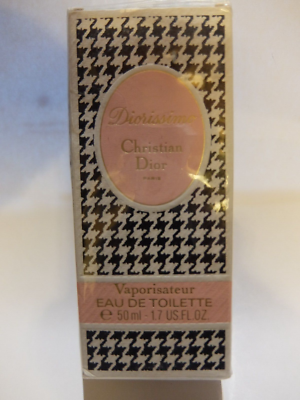 Diorissimo
Christian
Dior
PARIS
Vaporisateur
EAU DE TOILETTE
e 50 ml - 1.7 US FL.OZ.